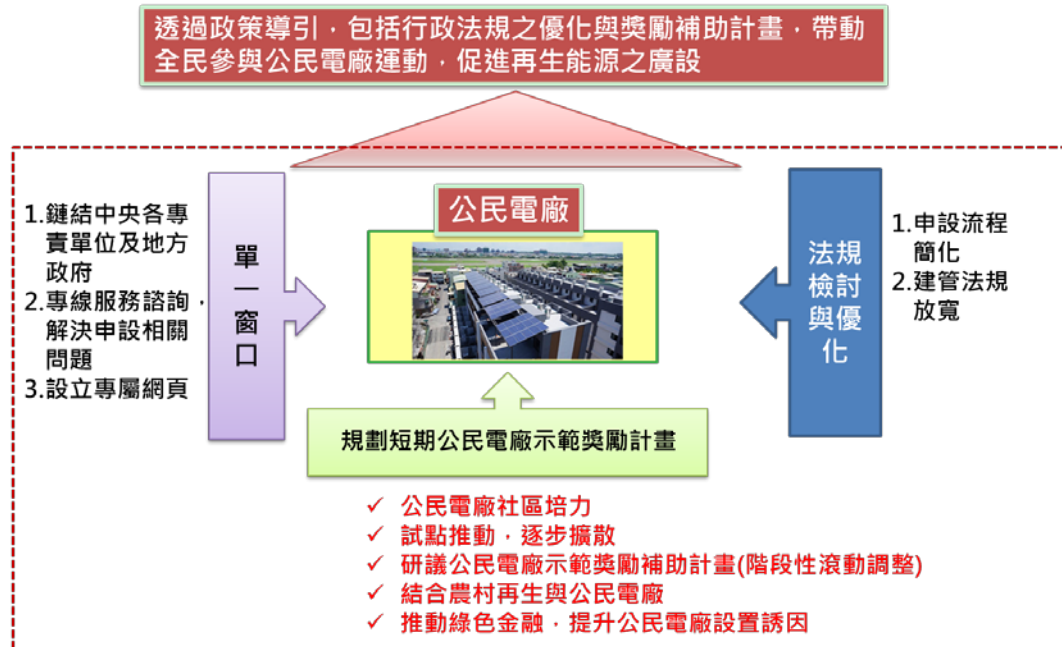 透過政策導引，包括行政法規之優化與獎勵補助計畫，帶動
全民參與公民電廠運動，促進再生能源之廣設
1.鏈結中央各專
責單位及地方
政府
2.專線服務諮詢，
解決申設相關
問題
3.設立專屬網頁
單
一
窗
口
公民電廠
法規
檢討
與優
化
1.申設流程
簡化
2.建管法規
放寬
規劃短期公民電廠示範獎勵計畫
✓ 公民電廠社區培力
✓ 試點推動，逐步擴散
✓ 研議公民電廠示範獎勵補助計畫(階段性滾動調整)
✓ 結合農村再生與公民電廠
✓ 推動綠色金融，提升公民電廠設置誘因